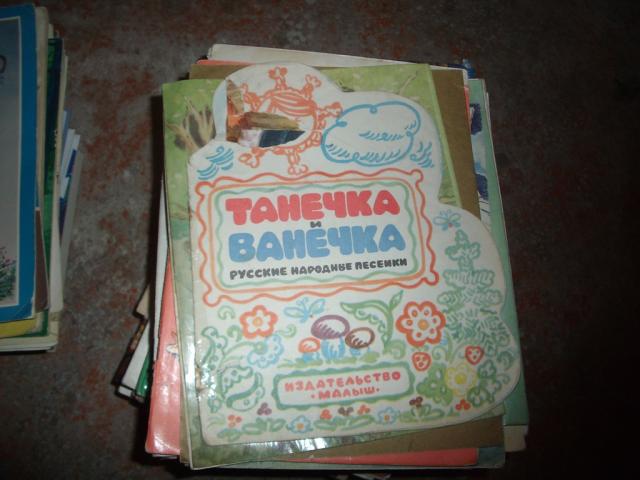 ТАНЕЧКА
и
ВАНЕЧКА
РУССКИЕ НАРОДНЫЕ ПЕСЕНКИ
ИЗДАТЕЛЬСТВО
• МАЛЫШ •